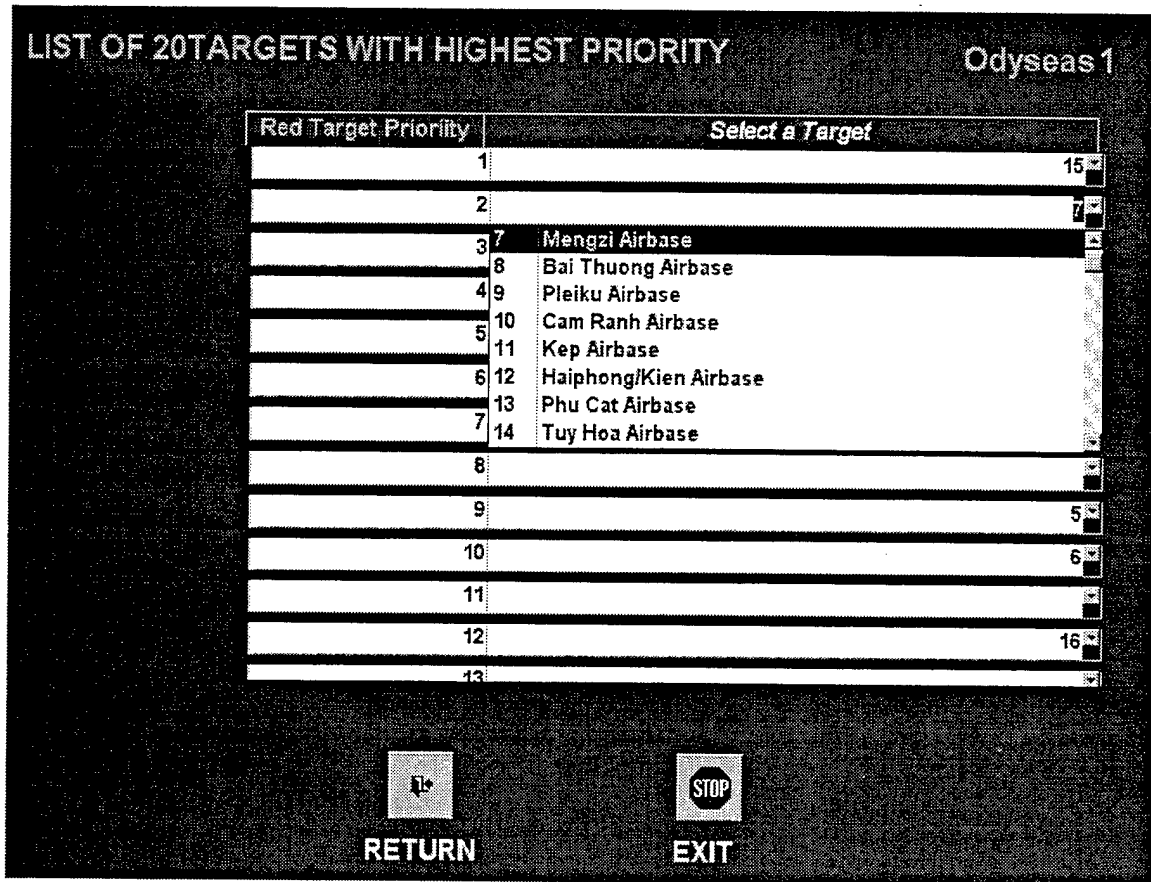 LIST OF 20TARGETS WITH HIGHEST PRIORITY
Odyseas 1
Red Target Prioriity Select a Target
1 15
2 7
3 7 Mengzi Airbase
8 Bai Thuong Airbase
4 9 Pleiku Airbase
10 Cam Ranh Airbase
5 11 Kep Airbase
6 12 Haiphong/Kien Airbase
13 Phu Cat Airbase
7 14 Tuy Hoa Airbase
8
9 5
10 6
11
12 16
13
STOP
RETURN EXIT